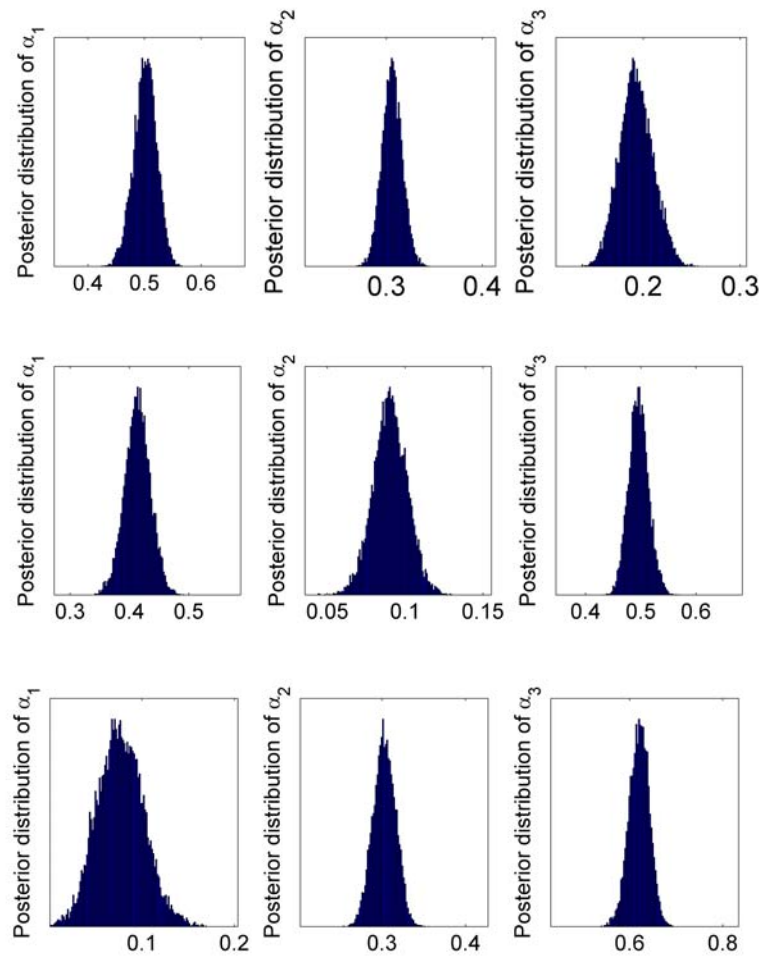 Posterior distribution of α1
0.4 0.5 0.6
Posterior distribution of α2
0.3 0.4
Posterior distribution of α3
0.2 0.3
Posterior distribution of α1
0.3 0.4 0.5
Posterior distribution of α2
0.05 0.1 0.15
Posterior distribution of α3
0.4 0.5 0.6
Posterior distribution of α1
0.1 0.2
Posterior distribution of α2
0.3 0.4
Posterior distribution of α3
0.6 0.8